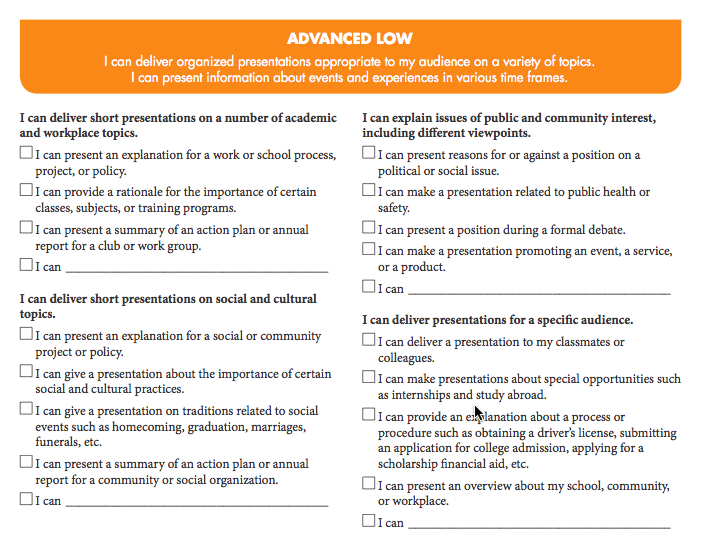 ADVANCED LOW
I can deliver organized presentations appropriate to my audience on a variety of topics.
I can present information about events and experiences in various time frames.
I can deliver short presentations on a number of academic
and workplace topics.
I can present an explanation for a work or school process,
project, or policy.
I can provide a rationale for the importance of certain
classes, subjects, or training programs.
I can present a summary of an action plan or annual
report for a club or work group.
I can
I can deliver short presentations on social and cultural
topics.
I can present an explanation for a social or community
project or policy.
I can give a presentation about the importance of certain
social and cultural practices.
I can give a presentation on traditions related to social
events such as homecoming, graduation, marriages,
funerals, etc.
I can present a summary of an action plan or annual
report for a community or social organization.
I can
I can explain issues of public and community interest,
including different viewpoints.
I can present reasons for or against a position on a
political or social issue.
I can make a presentation related to public health or
safety.
I can present a position during a formal debate.
I can make a presentation promoting an event, a service,
or a product.
I can
I can deliver presentations for a specific audience.
I can deliver a presentation to my classmates or
colleagues.
I can make presentations about special opportunities such
as internships and study abroad.
I can provide an explanation about a process or
procedure such as obtaining a driver's license, submitting
an application for college admission, applying for a
scholarship financial aid, etc.
I can present an overview about my school, community,
or workplace.
I can